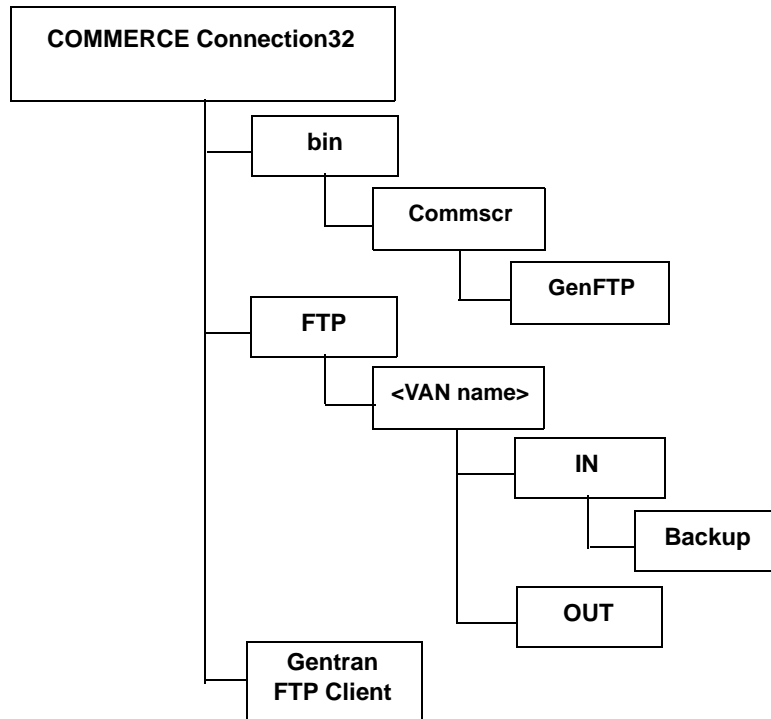 COMMERCE Connection32
bin
Commscr
GenFTP
FTP
<VAN name>
IN
Backup
OUT
Gentran
FTP Client